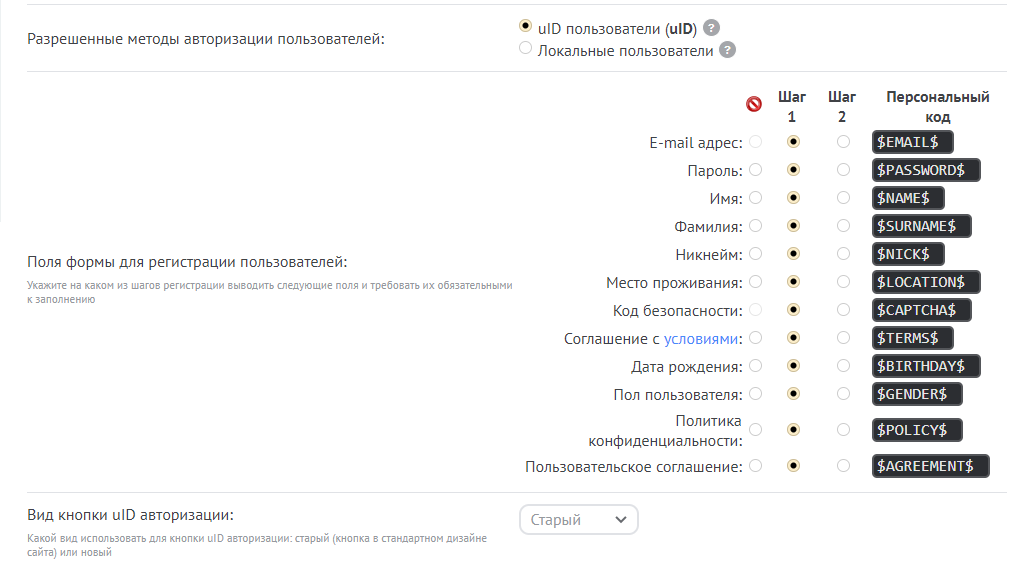 Разрешенные методы авторизации пользователей:
uID пользователи (uID) ?
Локальные пользователи ?
Шаг 1
Шаг 2
Персональный код
E-mail адрес: $EMAIL$
Пароль: $PASSWORD$
Имя: $NAME$
Фамилия: $SURNAME$
Никнейм: $NICK$
Поля формы для регистрации пользователей:
Укажите на каком из шагов регистрации выводить следующие поля и требовать их обязательными
к заполнению
Место проживания: $LOCATION$
Код безопасности: $CAPTCHA$
Соглашение с условиями: $TERMS$
Дата рождения: $BIRTHDAY$
Пол пользователя: $GENDER$
Политика
конфиденциальности: $POLICY$
Пользовательское соглашение: $AGREEMENT$
Вид кнопки uID авторизации:
Старый
Какой вид использовать для кнопки uID авторизации: старый (кнопка в стандартном дизайне
сайта) или новый